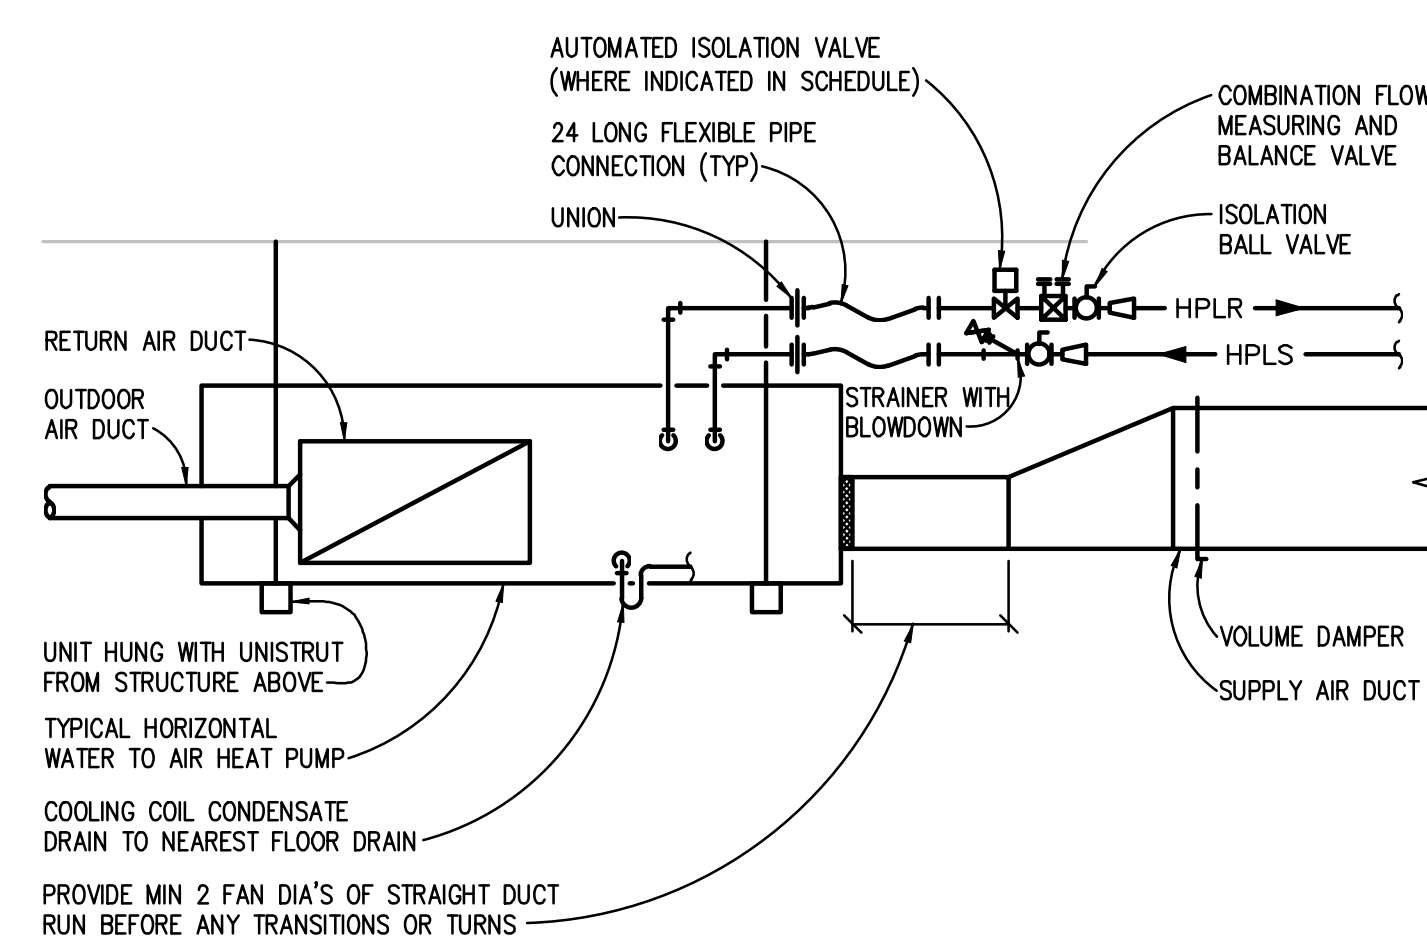 AUTOMATED ISOLATION VALVE
(WHERE INDICATED IN SCHEDULE)
24 LONG FLEXIBLE PIPE
CONNECTION (TYP)
UNION
COMBINATION FLOW
MEASURING AND
BALANCE VALVE
ISOLATION
BALL VALVE
HPLR
HPLS
RETURN AIR DUCT
OUTDOOR
AIR DUCT
STRAINER WITH
BLOWDOWN
UNIT HUNG WITH UNISTRUT
FROM STRUCTURE ABOVE
VOLUME DAMPER
SUPPLY AIR DUCT
TYPICAL HORIZONTAL
WATER TO AIR HEAT PUMP
COOLING COIL CONDENSATE
DRAIN TO NEAREST FLOOR DRAIN
PROVIDE MIN 2 FAN DIA'S OF STRAIGHT DUCT
RUN BEFORE ANY TRANSITIONS OR TURNS